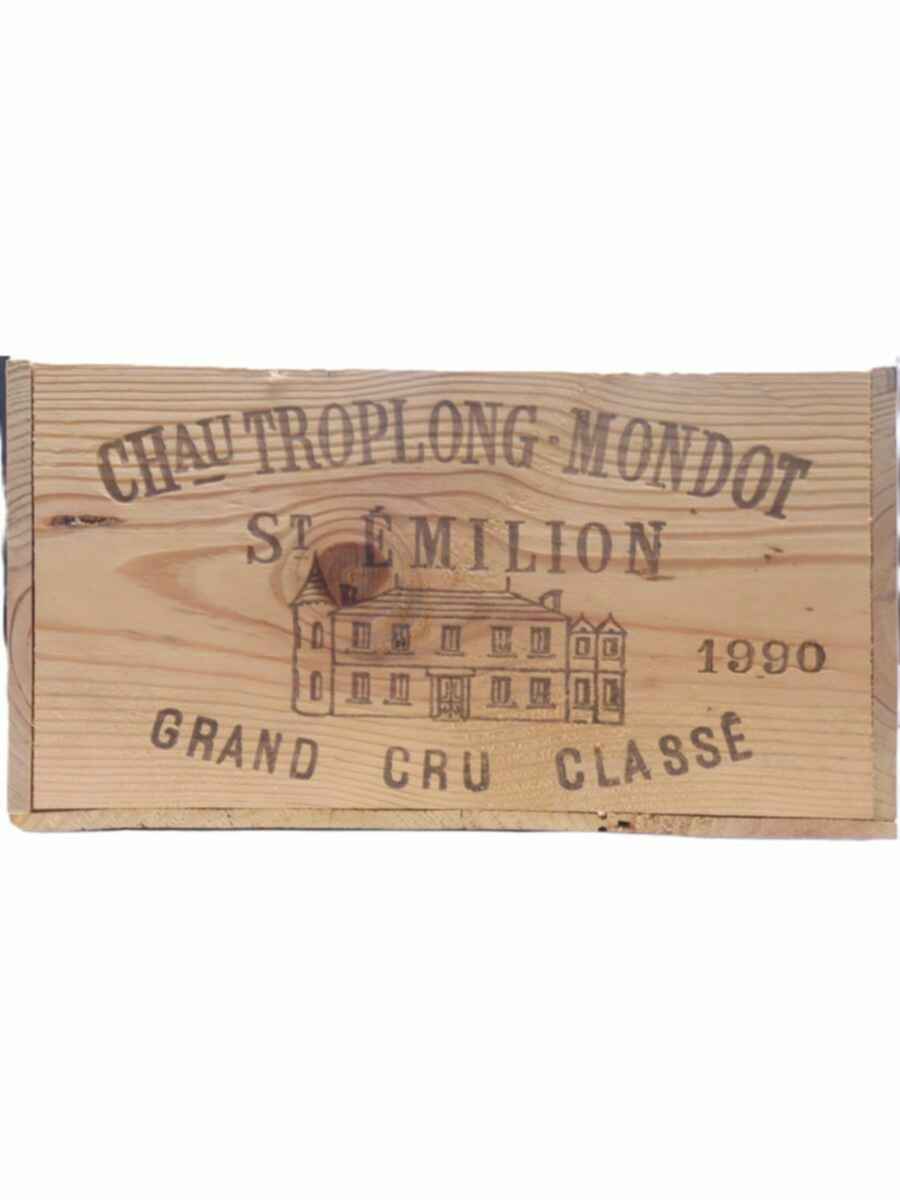 CHAU TROPLONG·MONDOT
ST ÉMILION
1990
GRAND CRU CLASSÉ